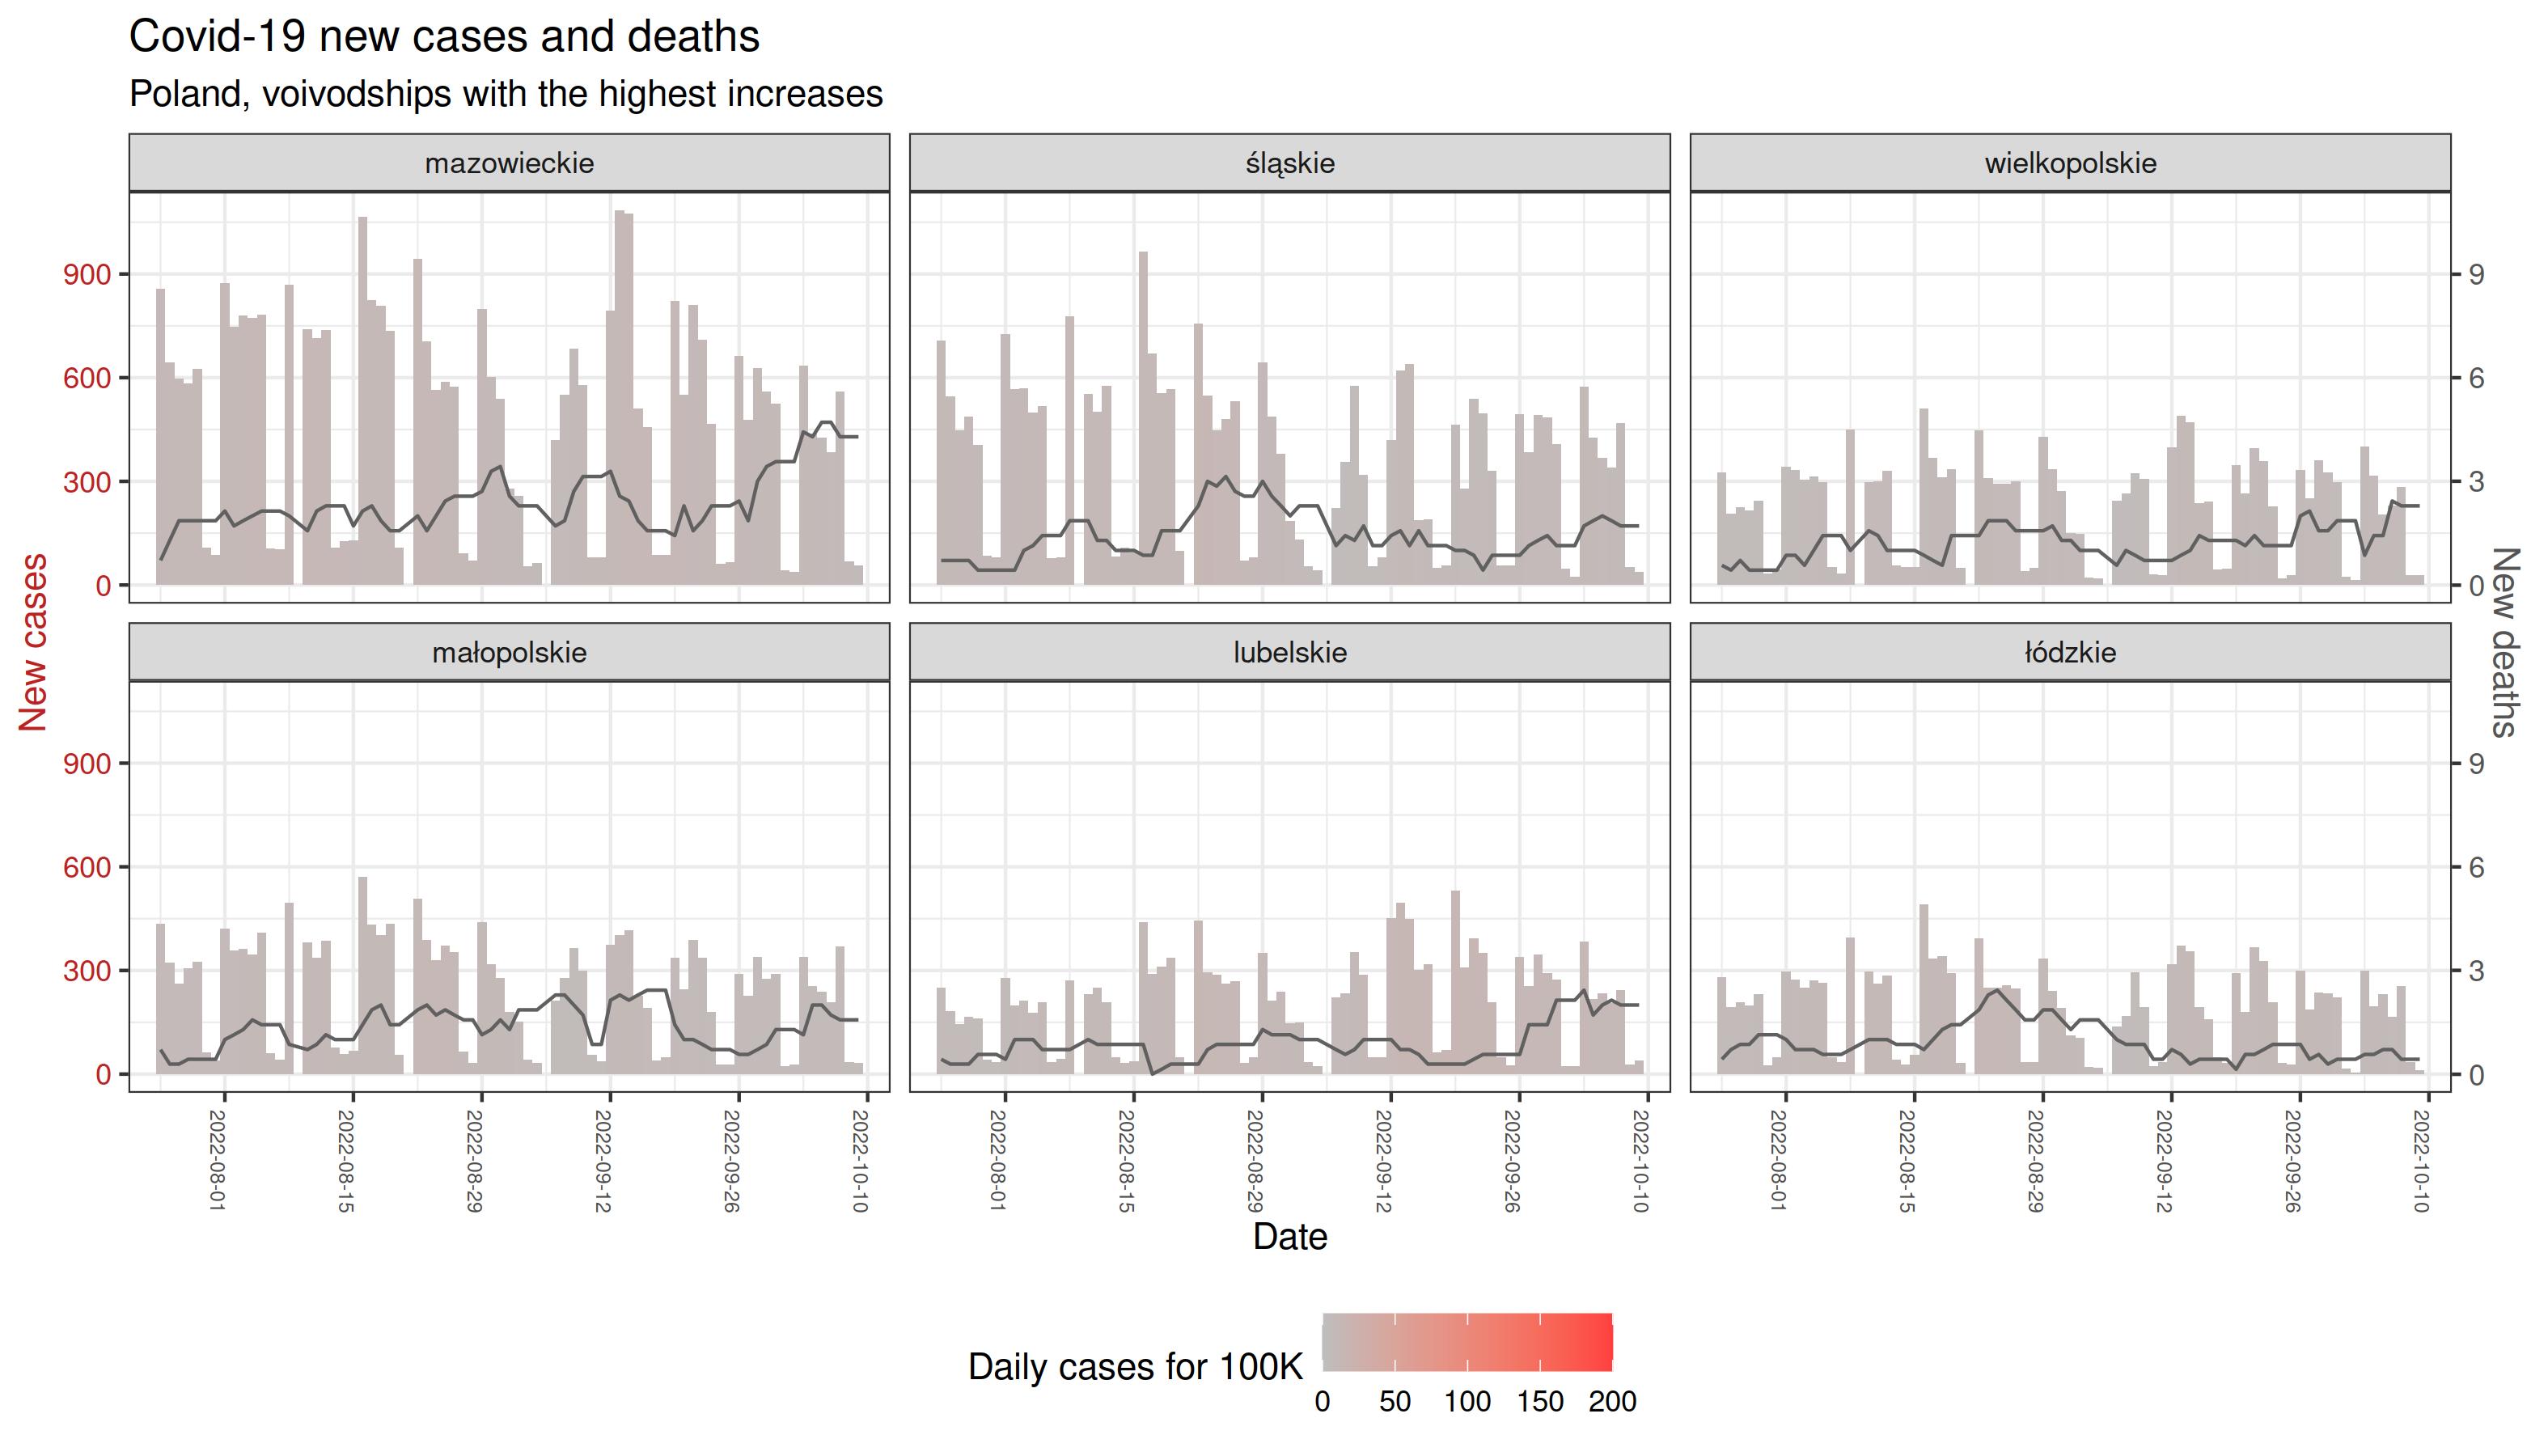 Covid-19 new cases and deaths
Poland, voivodships with the highest increases
mazowieckie
śląskie
wielkopolskie
900
600
300
0
9
6
3
0
małopolskie
lubelskie
łódzkie
900
600
300
0
9
6
3
0
New cases
New deaths
2022-08-01
2022-08-15
2022-08-29
2022-09-12
2022-09-26
2022-10-10
2022-08-01
2022-08-15
2022-08-29
2022-09-12
2022-09-26
2022-10-10
2022-08-01
2022-08-15
2022-08-29
2022-09-12
2022-09-26
2022-10-10
Date
Daily cases for 100K
0 50 100 150 200